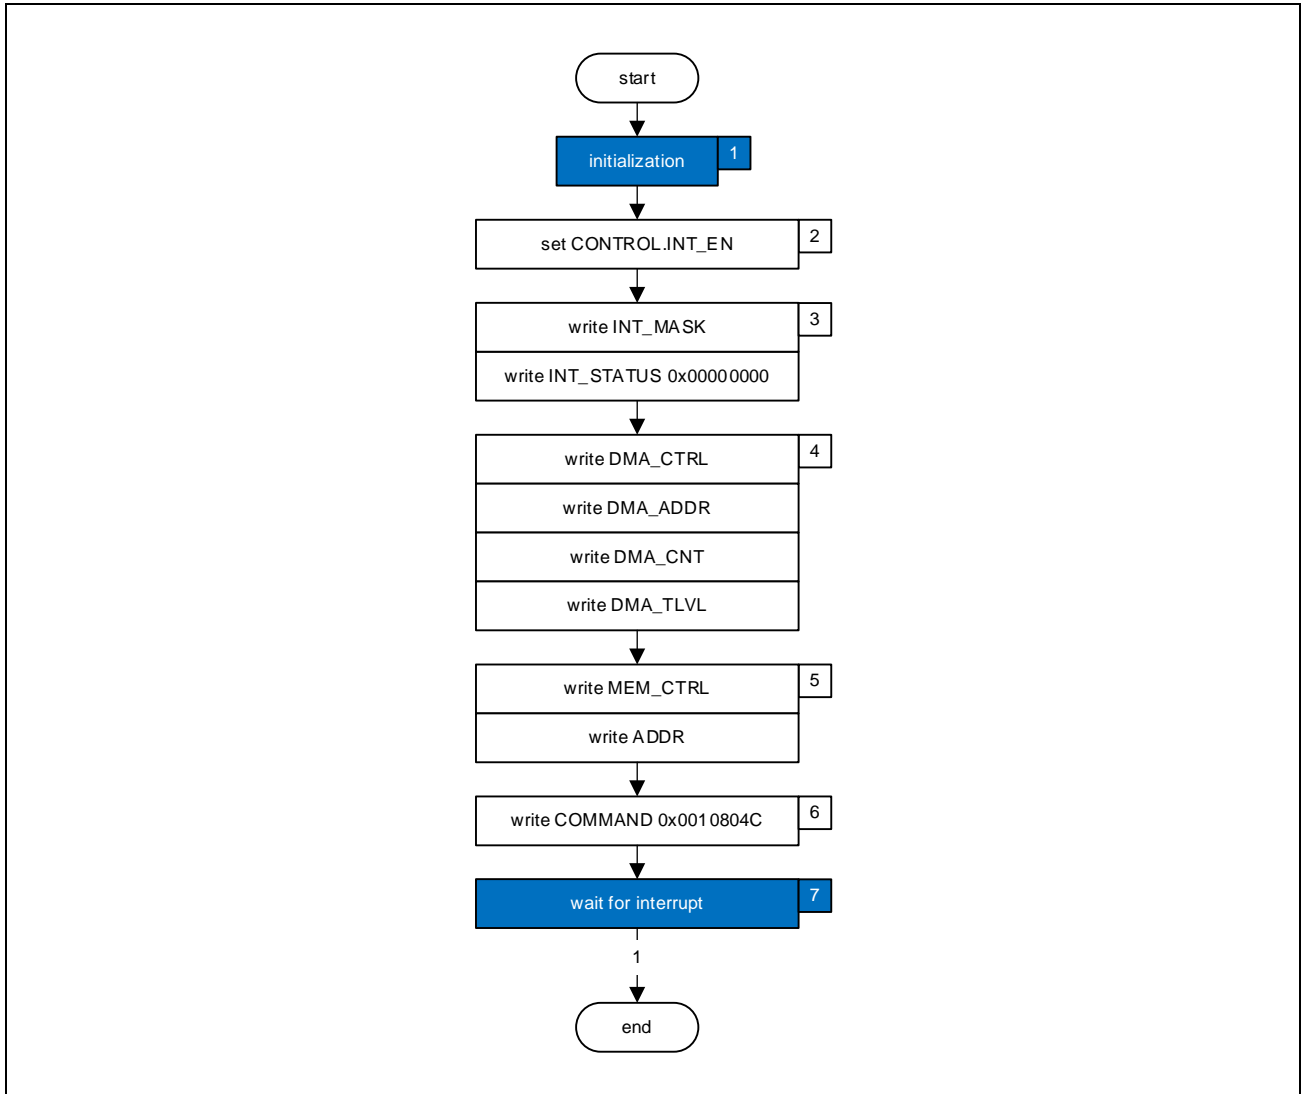 start
initialization 1
set CONTROL.INT_EN 2
write INT_MASK 3
write INT_STATUS 0x00000000
write DMA_CTRL 4
write DMA_ADDR
write DMA_CNT
write DMA_TLVL
write MEM_CTRL 5
write ADDR
write COMMAND 0x0010804C 6
wait for interrupt 7
1
end